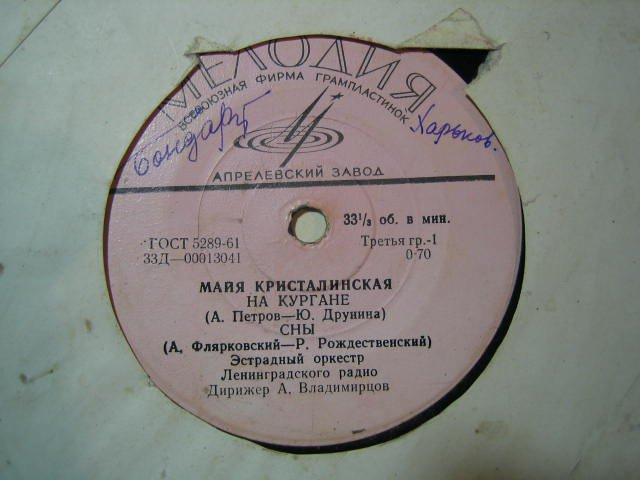 МЕЛОДИЯ
ВСЕСОЮЗНАЯ ФИРМА ГРАМПЛАСТИНОК
Бондарь
Харьков.
АПРЕЛЕВСКИЙ ЗАВОД
33⅓ об. в мин.
ГОСТ 5289-61
Третья гр.-1
33Д—00013041
0-70
МАЙЯ КРИСТАЛИНСКАЯ
НА КУРГАНЕ
(А. Петров—Ю. Друнина)
СНЫ
(А. Флярковский—Р. Рождественский)
Эстрадный оркестр
Ленинградского радио
Дирижер А. Владимирцов